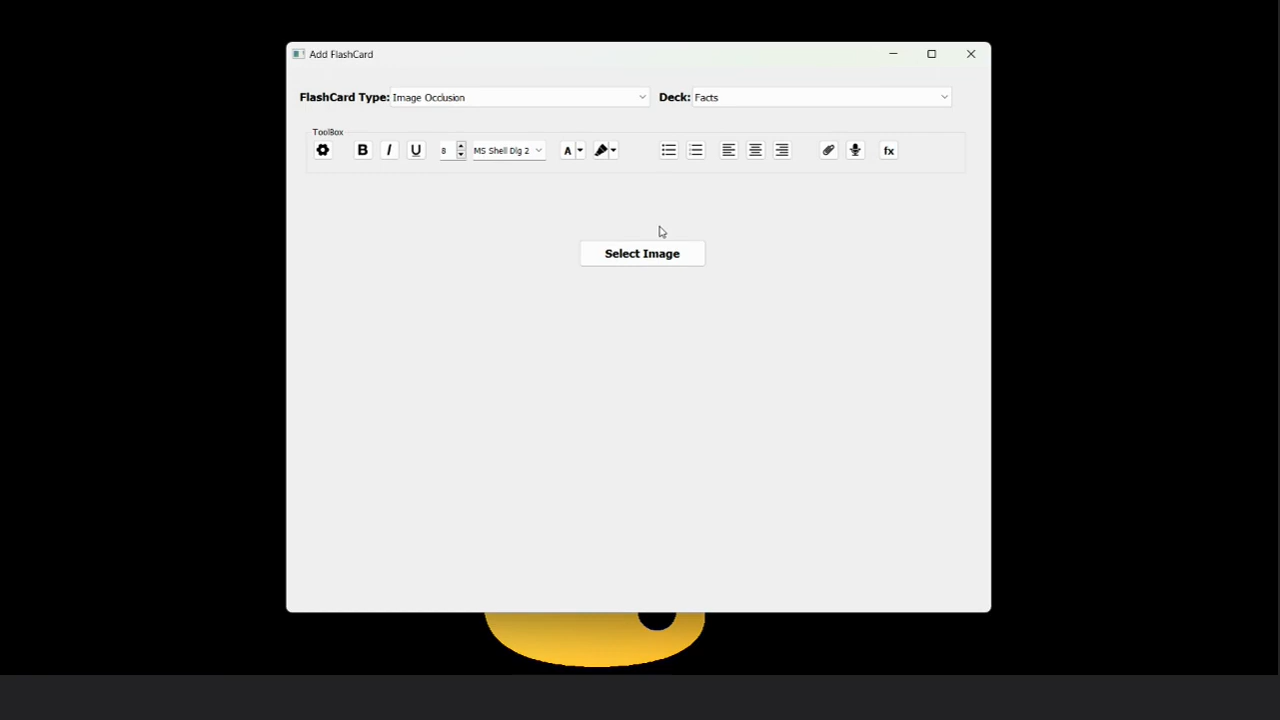 Add FlashCard
FlashCard Type: Image Occlusion Deck: Facts
ToolBox
B I U 8 MS Shell Dlg 2 A fx
Select Image